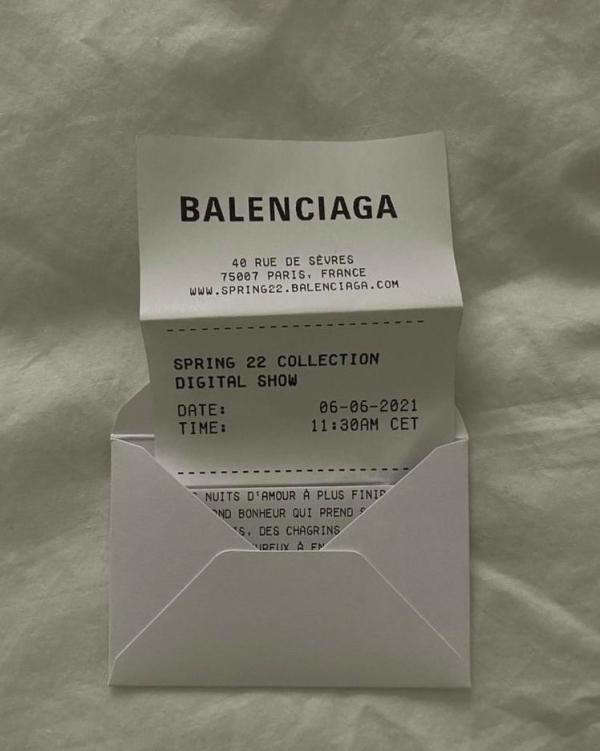 BALENCIAGA
40 RUE DE SÈVRES
75007 PARIS, FRANCE
WWW.SPRING22.BALENCIAGA.COM
SPRING 22 COLLECTION
DIGITAL SHOW
DATE: 06-06-2021
TIME: 11:30AM CET
NUITS D'AMOUR À PLUS FINIR
BONHEUR QUI PREND
DES CHAGRINS
À